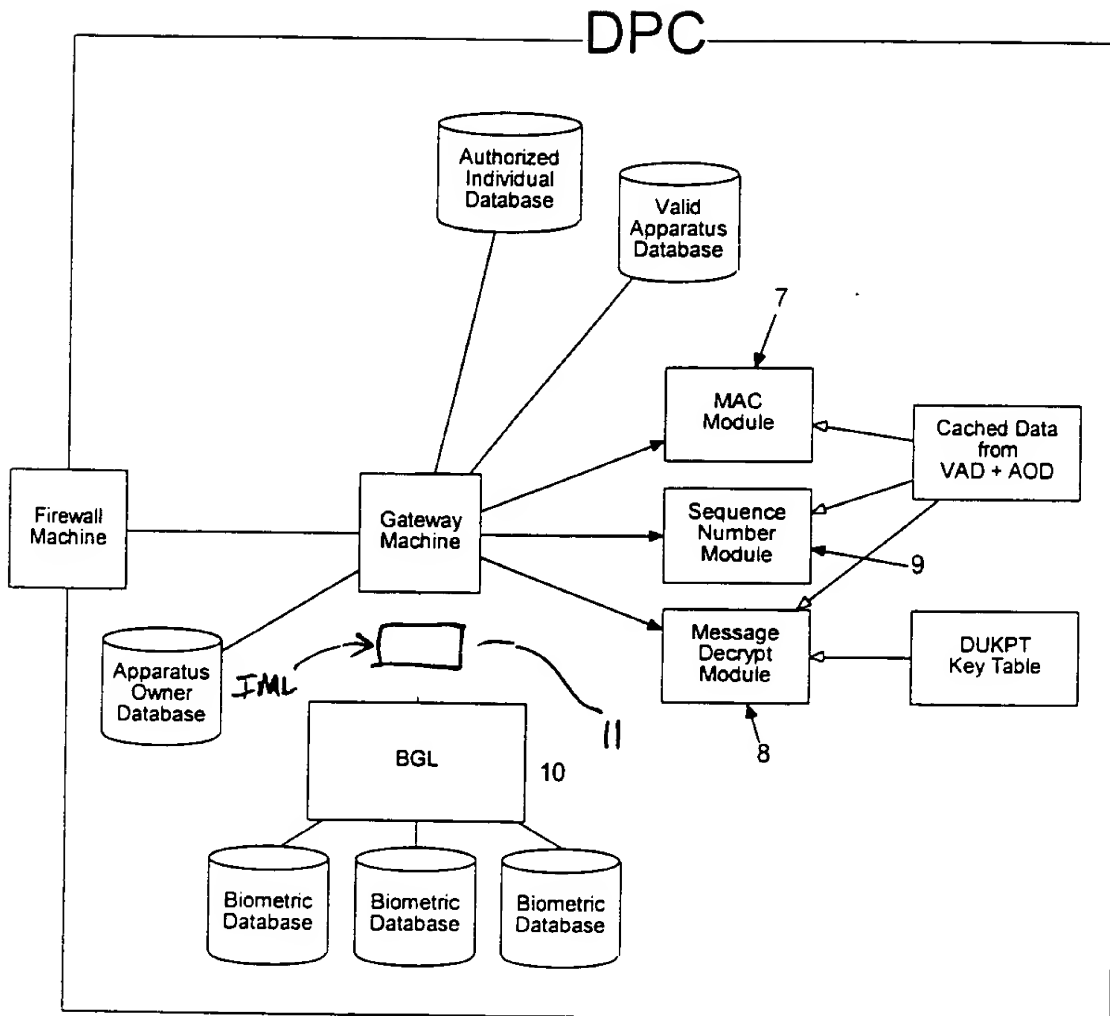 DPC
Authorized
Individual
Database
Valid
Apparatus
Database
7
MAC
Module
Cached Data
from
VAD + AOD
Firewall
Machine
Gateway
Machine
Sequence
Number
Module
9
Apparatus
Owner
Database
IML
11
Message
Decrypt
Module
DUKPT
Key Table
8
BGL
10
Biometric
Database
Biometric
Database
Biometric
Database